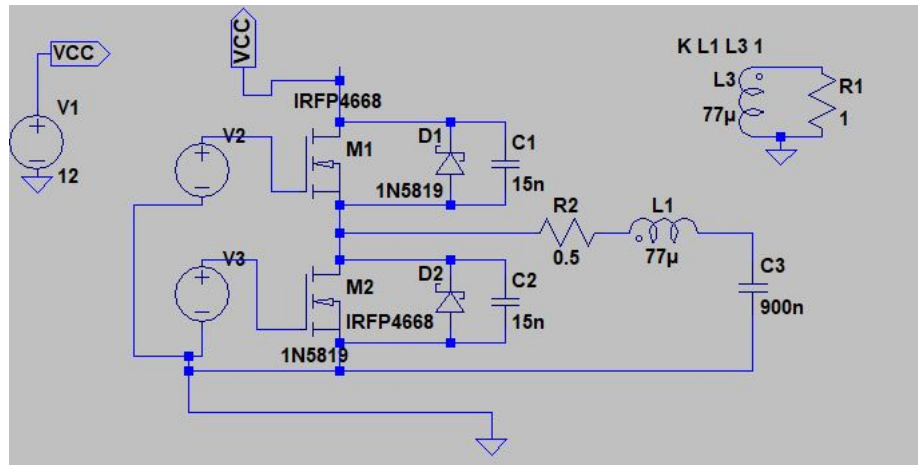 VCC
V1
12
VCC
IRFP4668
V2
M1
D1
1N5819
C1
15n
V3
M2
IRFP4668
D2
1N5819
C2
15n
R2
0.5
L1
77µ
C3
900n
K L1 L3 1
L3
77µ
R1
1